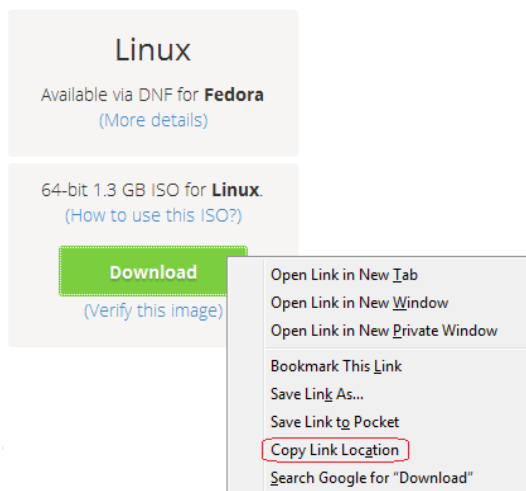 Linux
Available via DNF for Fedora
(More details)
64-bit 1.3 GB ISO for Linux.
(How to use this ISO?)
Download
(Verify this image)
Open Link in New Tab
Open Link in New Window
Open Link in New Private Window
Bookmark This Link
Save Link As...
Save Link to Pocket
Copy Link Location
Search Google for “Download”